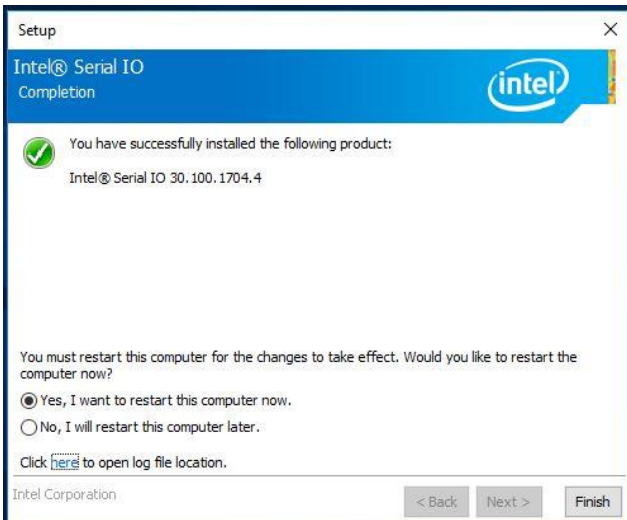 Setup
Intel® Serial IO
Completion
intel
You have successfully installed the following product:
Intel® Serial IO 30.100.1704.4
You must restart this computer for the changes to take effect. Would you like to restart the
computer now?
Yes, I want to restart this computer now.
No, I will restart this computer later.
Click here to open log file location.
Intel Corporation
< Back Next > Finish